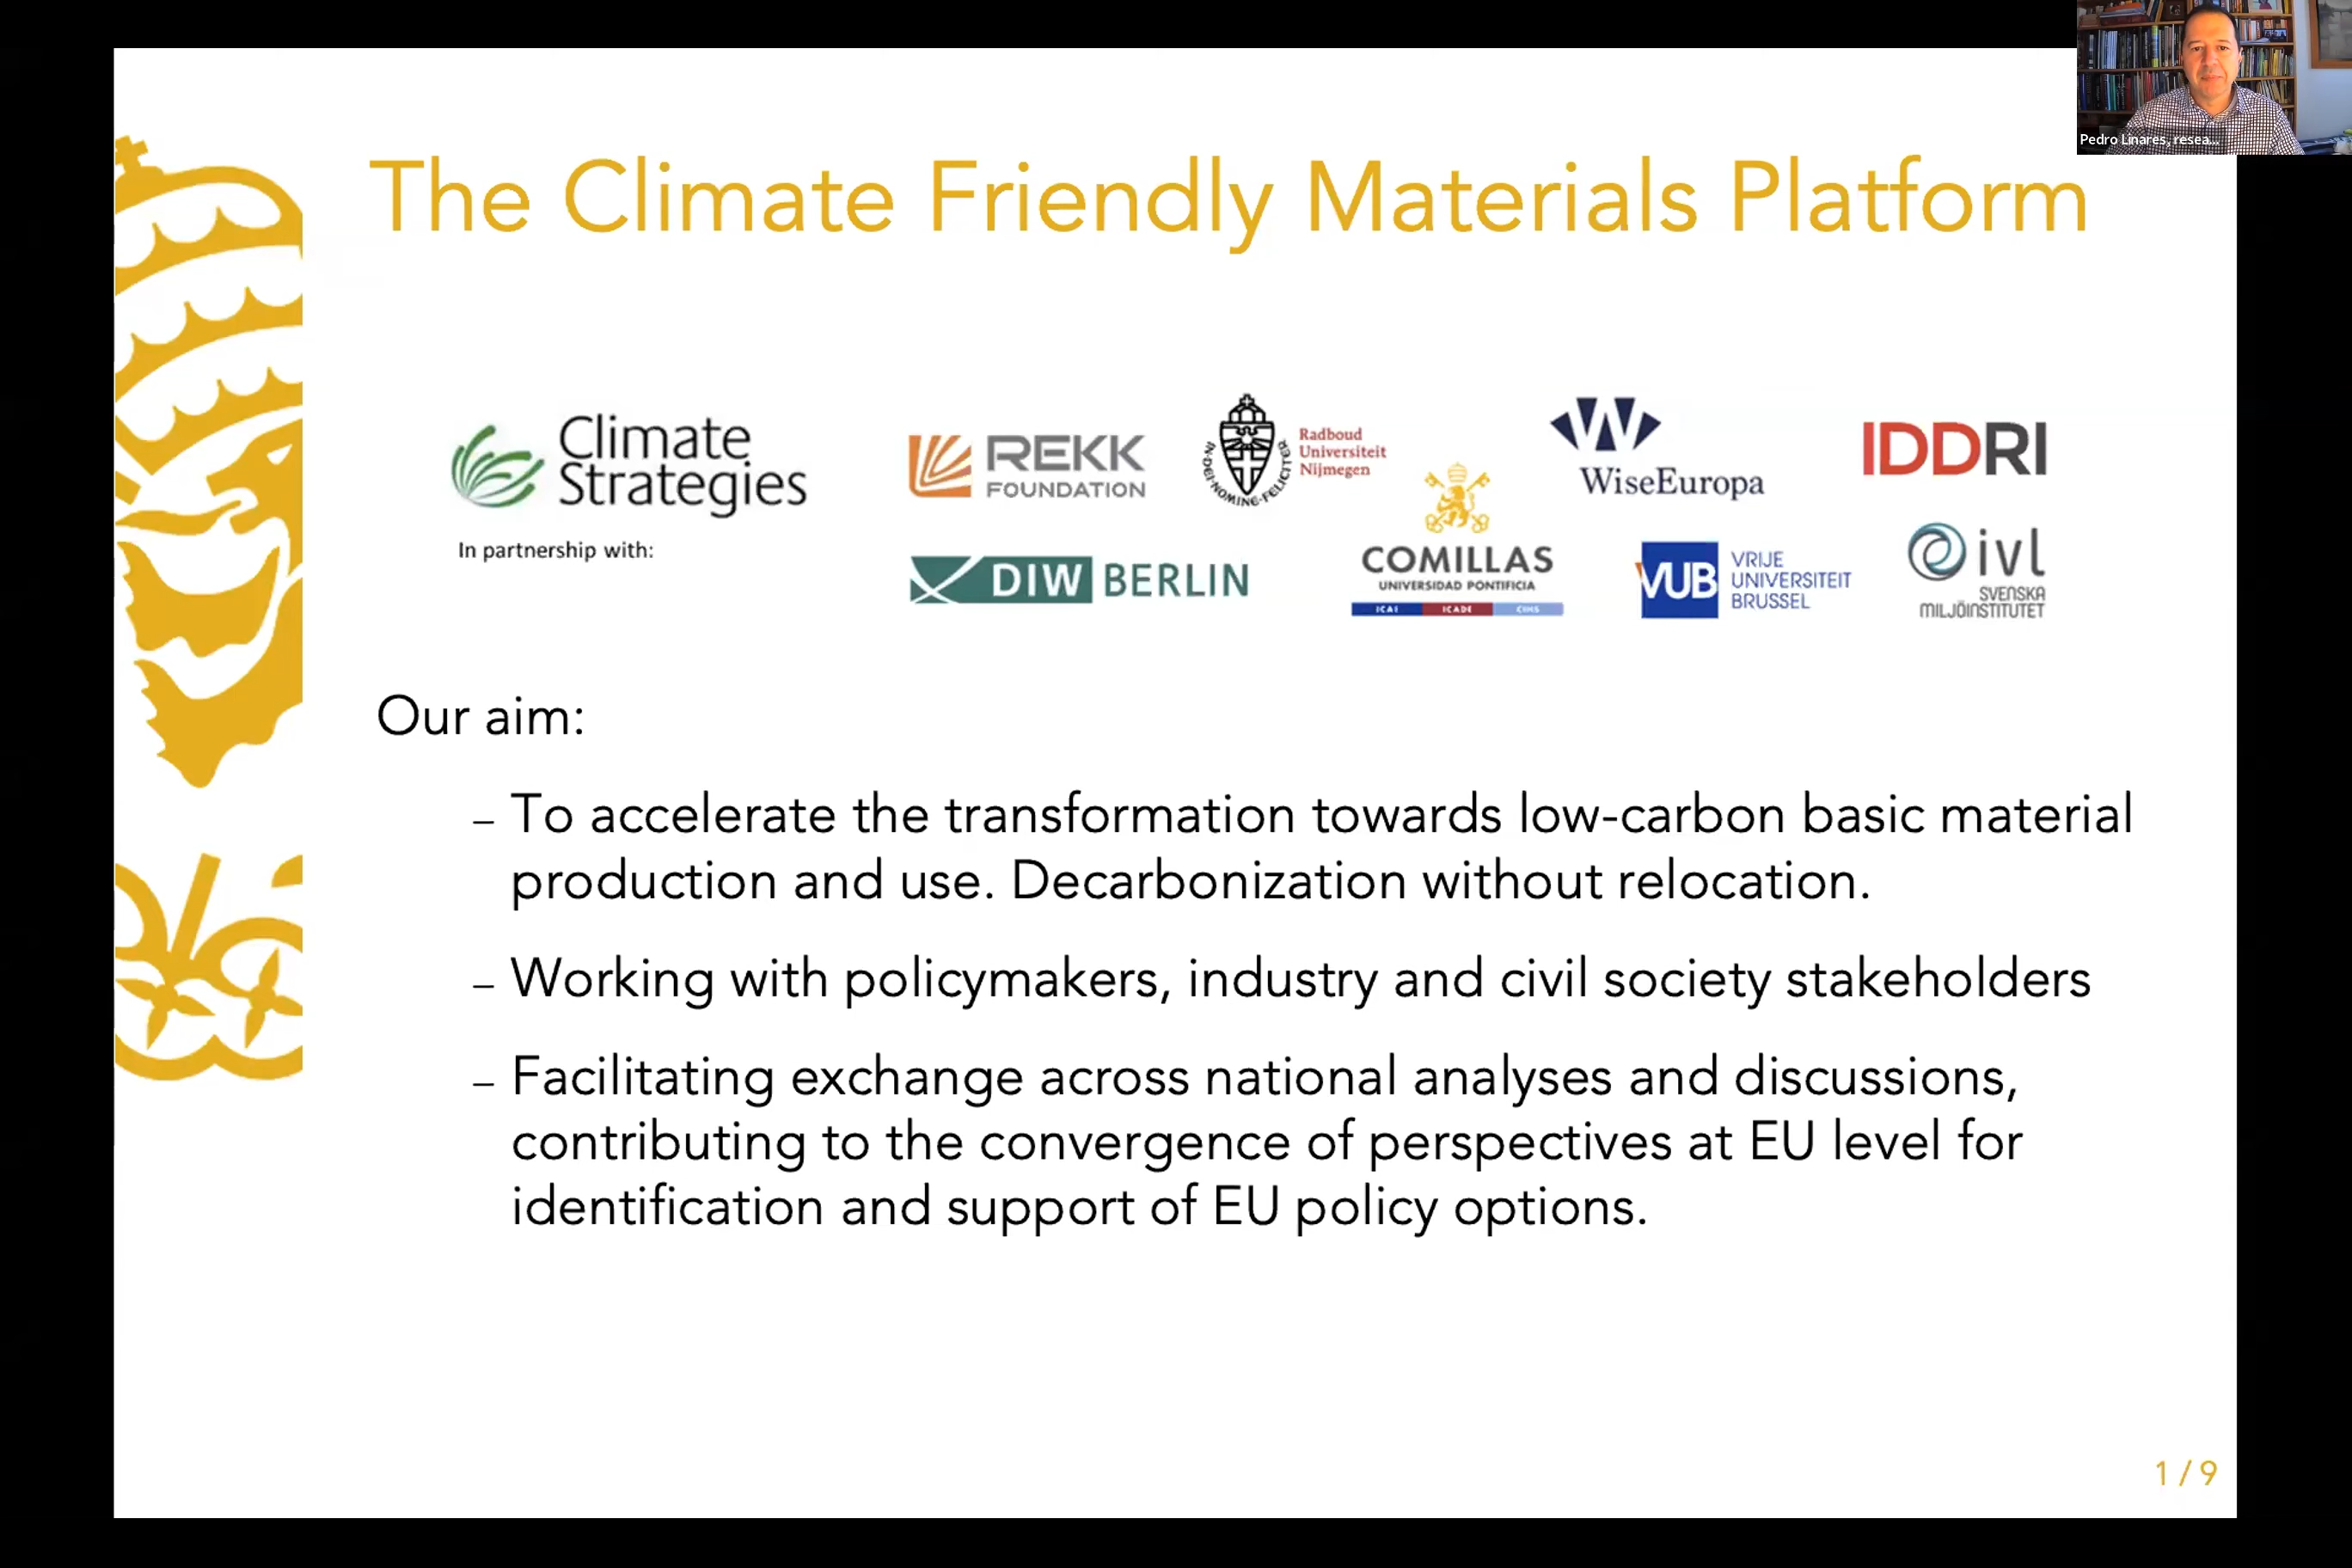 Pedro Linares, resea...
The Climate Friendly Materials Platform
Climate
Strategies
In partnership with:
REKK
FOUNDATION
IN·DEI·NOMINE·FELICITER
Radboud
Universiteit
Nijmegen
WiseEuropa
IDDRI
DIW BERLIN
COMILLAS
UNIVERSIDAD PONTIFICIA
ICAI ICADE CIHS
VUB
VRIJE
UNIVERSITEIT
BRUSSEL
ivl
SVENSKA
MILJÖINSTITUTET
Our aim:
– To accelerate the transformation towards low-carbon basic material
production and use. Decarbonization without relocation.
– Working with policymakers, industry and civil society stakeholders
– Facilitating exchange across national analyses and discussions,
contributing to the convergence of perspectives at EU level for
identification and support of EU policy options.
1 / 9